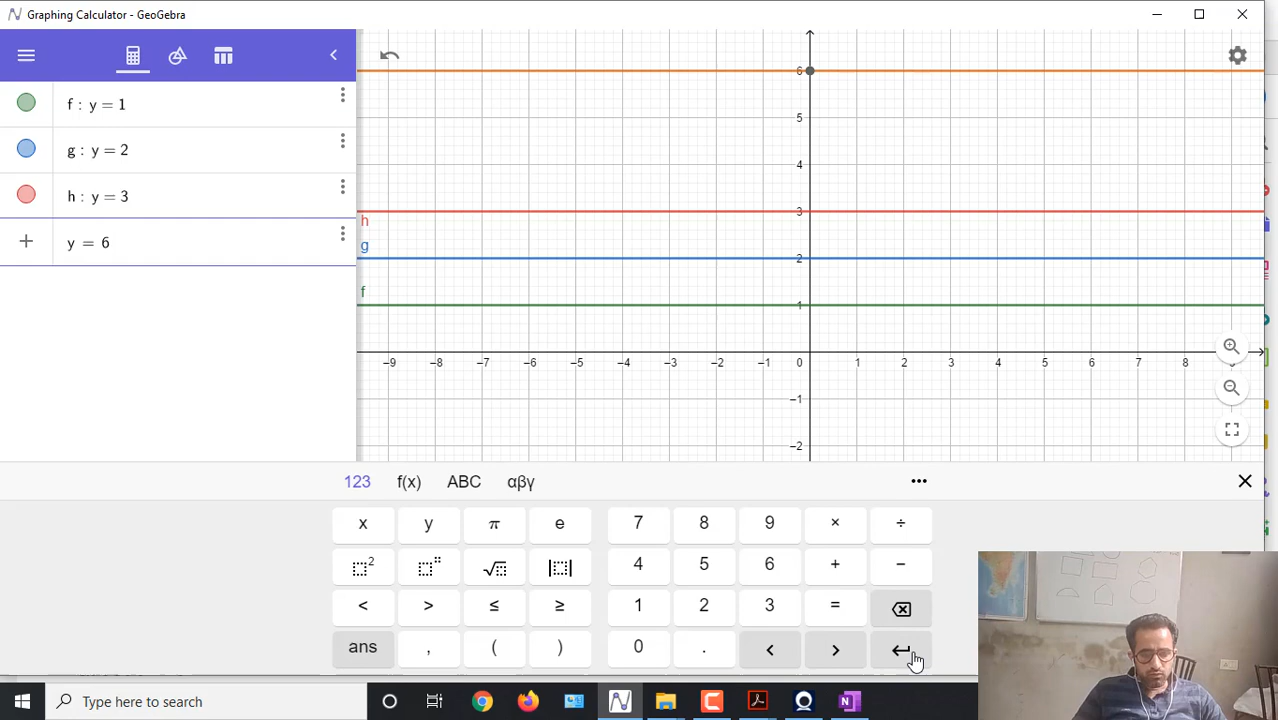 Graphing Calculator - GeoGebra
f : y = 1
g : y = 2
h : y = 3
y = 6
6
5
4
3
2
1
h
g
f
-9 -8 -7 -6 -5 -4 -3 -2 -1 0 1 2 3 4 5 6 7 8
-1
-2
123 f(x) ABC αβγ •••
x y π e 7 8 9 × ÷
4 5 6 + −
< > ≤ ≥ 1 2 3 =
ans , ( ) 0 . < >
Type here to search